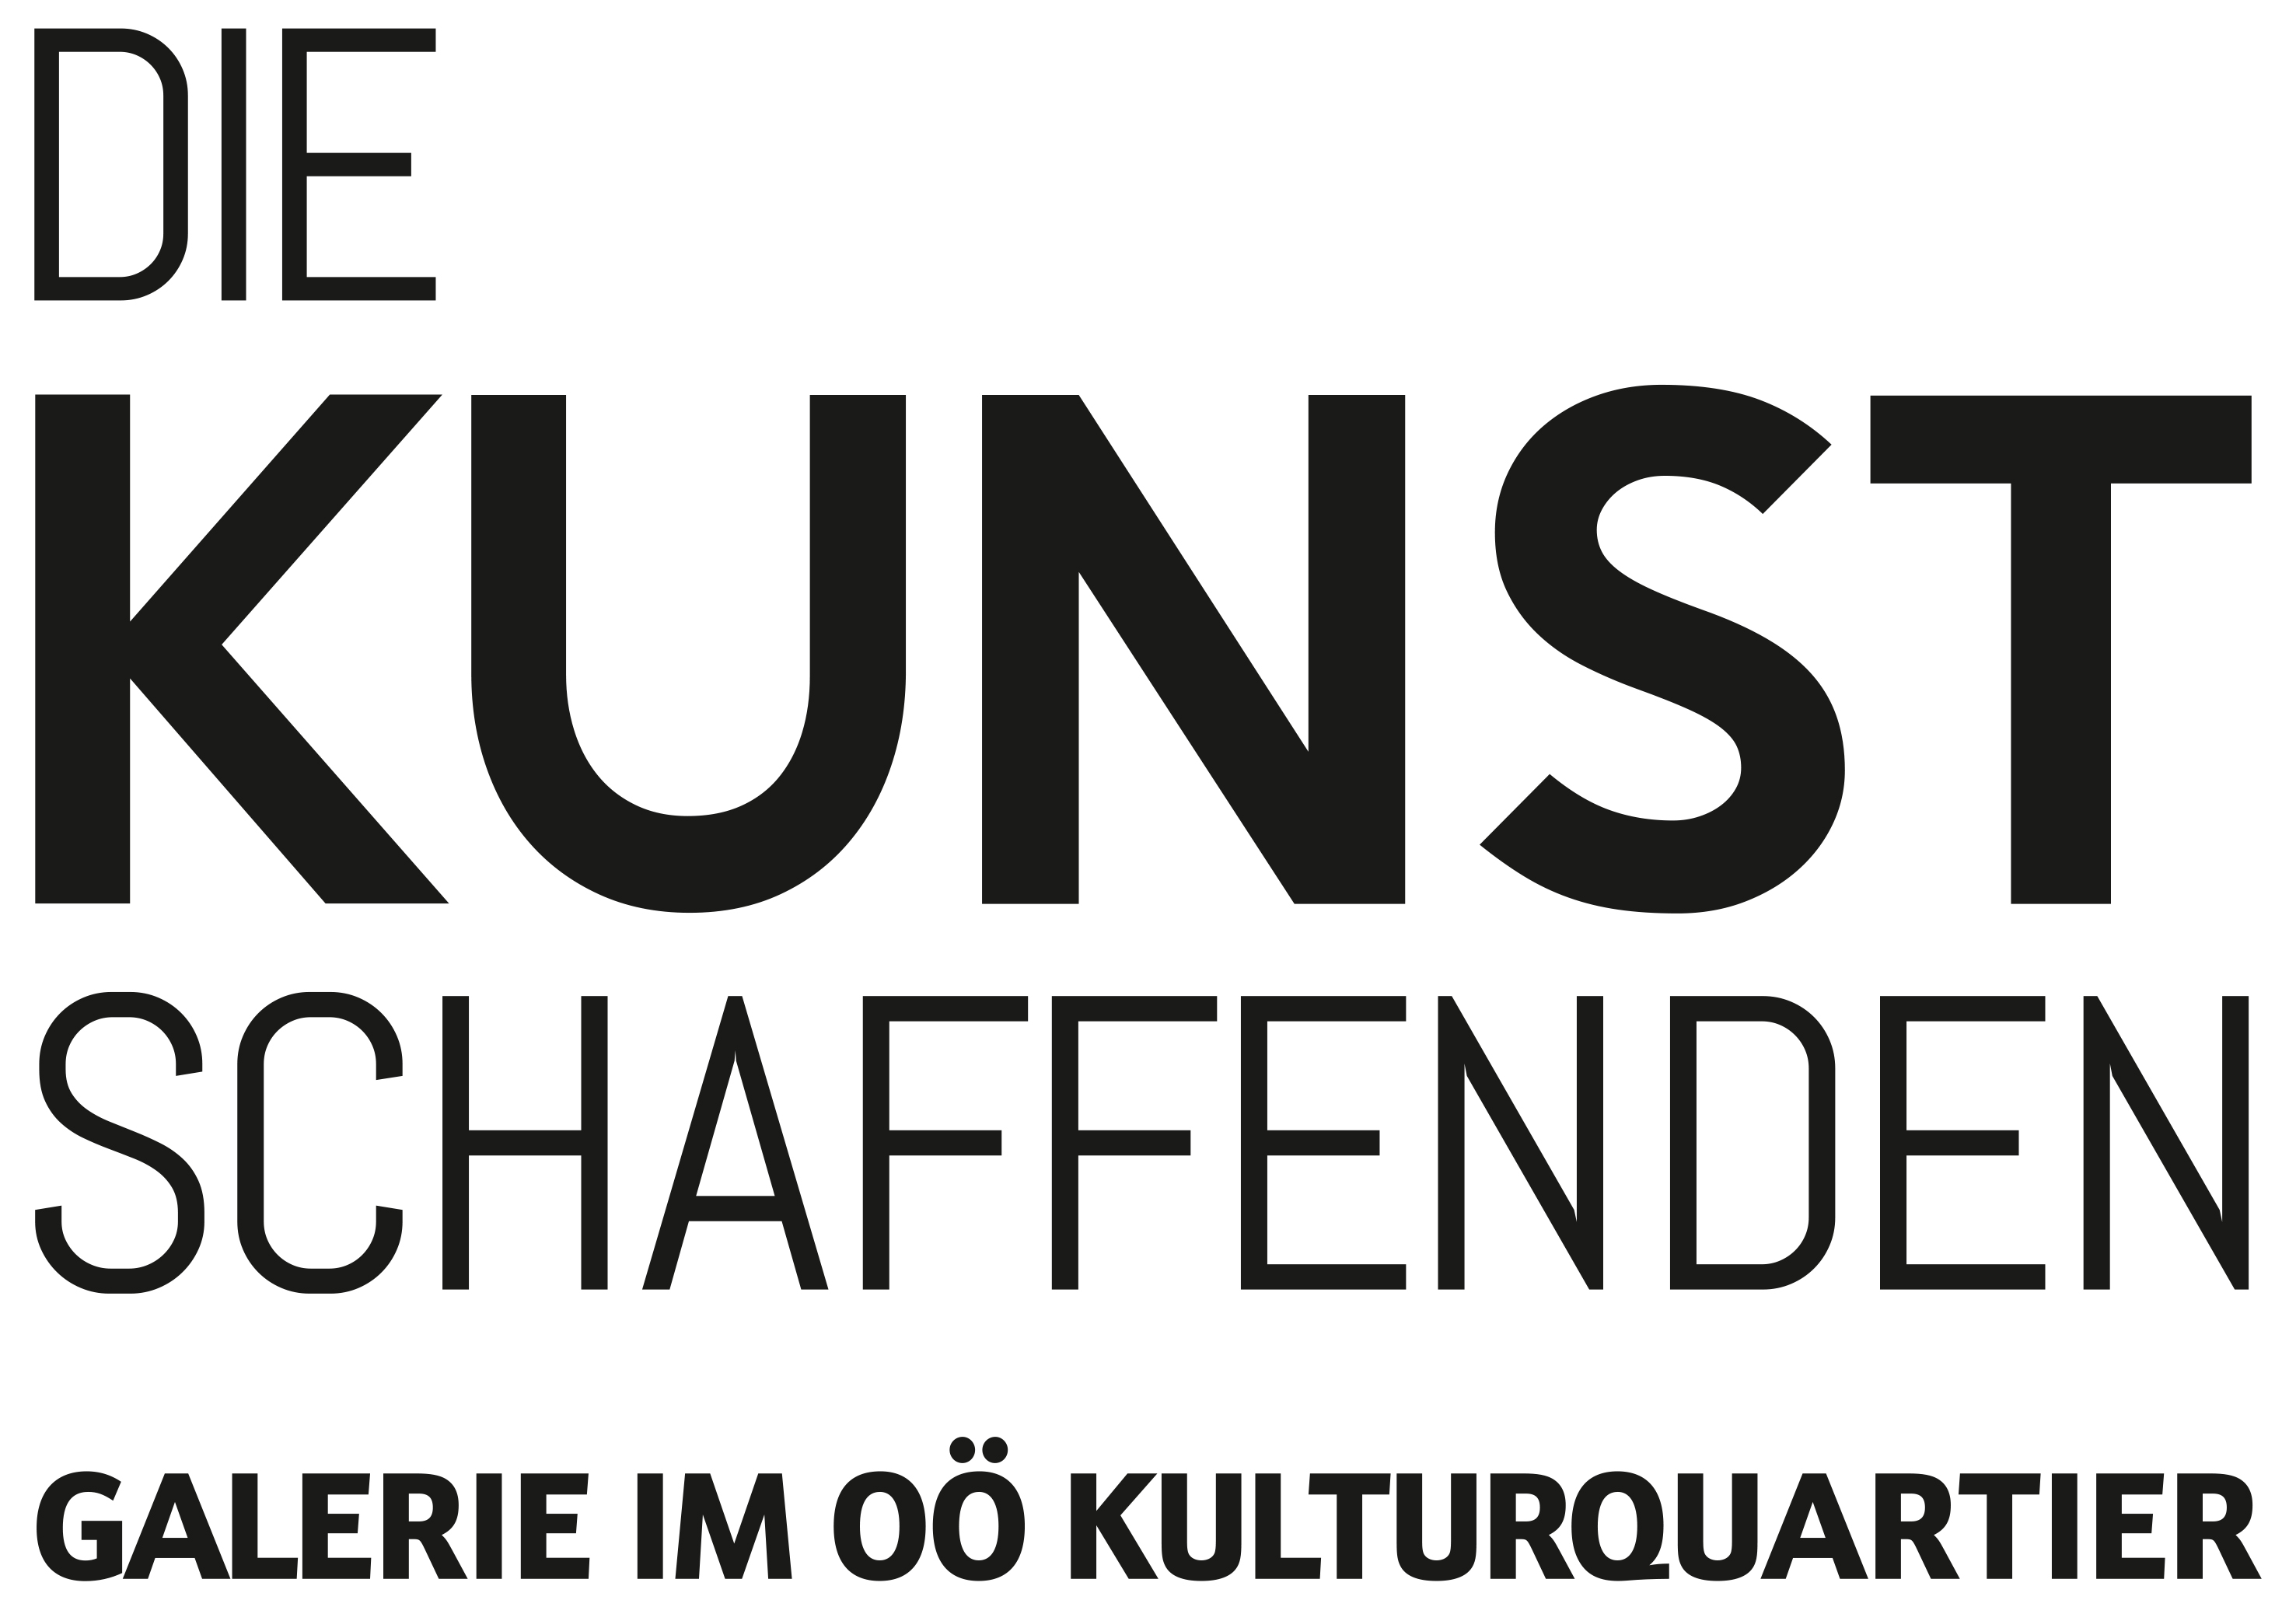 DIE
KUNST
SCHAFFENDEN
GALERIE IM OÖ KULTURQUARTIER